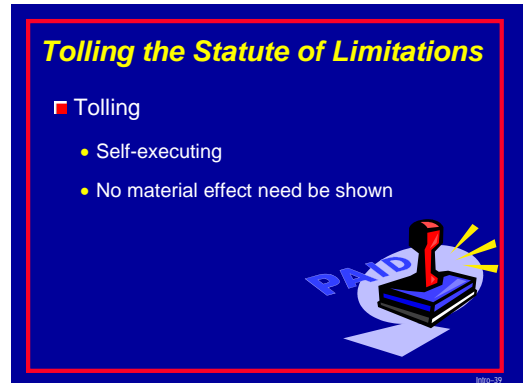 Tolling the Statute of Limitations
Tolling
Self-executing
No material effect need be shown
PAID
Intro-39